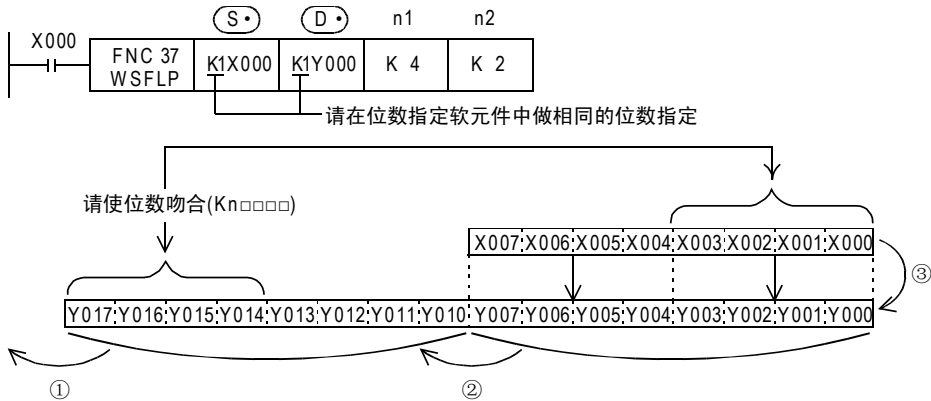 S· D· n1 n2
X000
FNC 37 K1X000 K1Y000 K 4 K 2
WSFLP
请在位数指定软元件中做相同的位数指定
请使位数吻合(Kn□□□□)
X007 X006 X005 X004 X003 X002 X001 X000
③
Y017 Y016 Y015 Y014 Y013 Y012 Y011 Y010 Y007 Y006 Y005 Y004 Y003 Y002 Y001 Y000
① ②